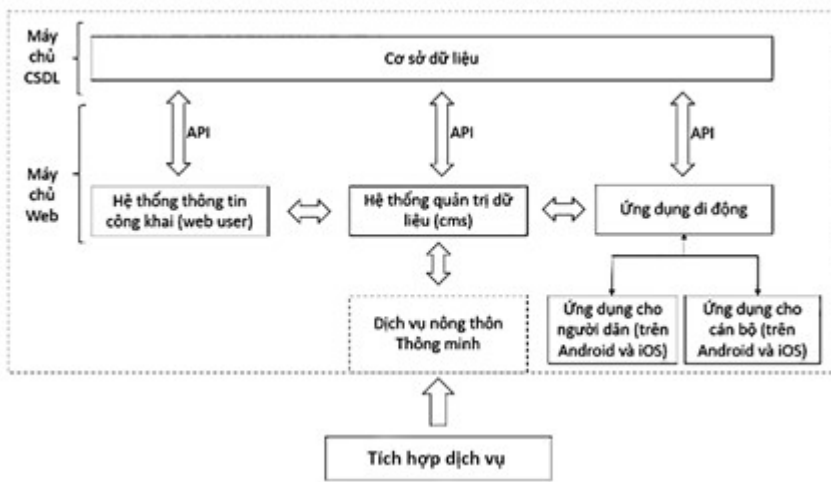 Máy
chủ
CSDL
Cơ sở dữ liệu
API
API
API
Máy
chủ
Web
Hệ thống thông tin
công khai (web user)
Hệ thống quản trị dữ
liệu (cms)
Ứng dụng di động
Dịch vụ nông thôn
Thông minh
Ứng dụng cho
người dân (trên
Android và iOS)
Ứng dụng cho
cán bộ (trên
Android và iOS)
Tích hợp dịch vụ